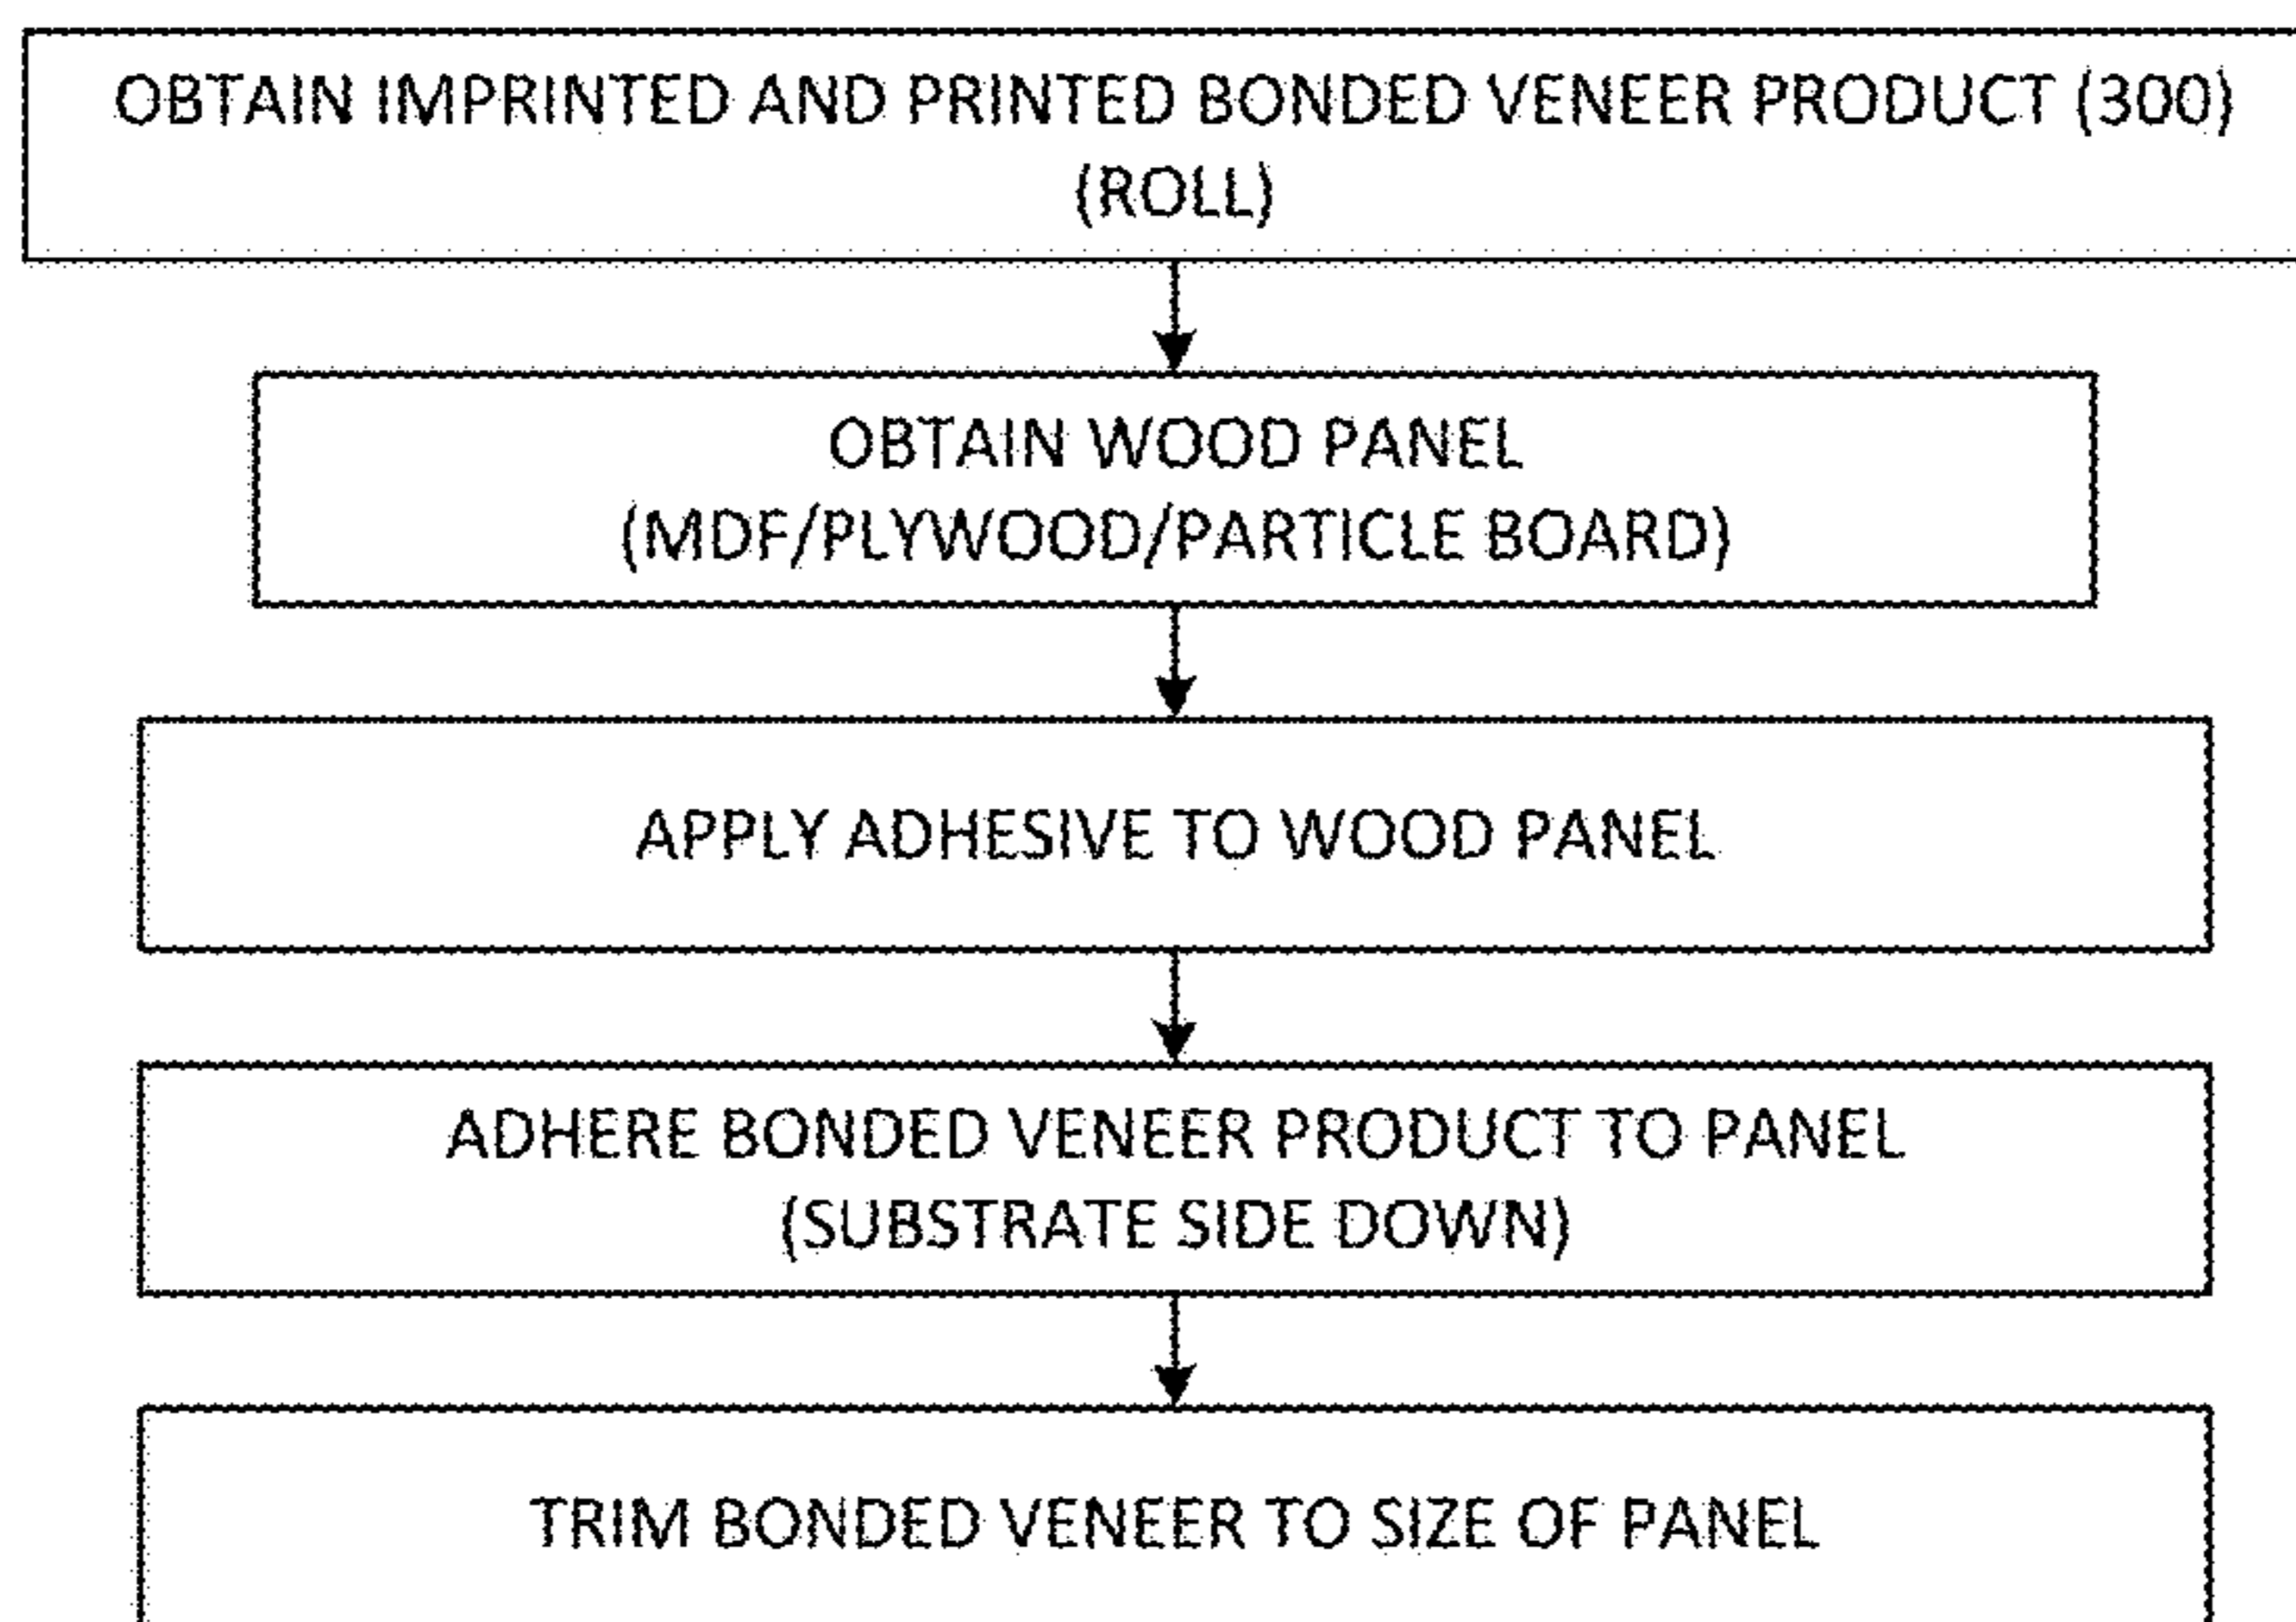 OBTAIN IMPRINTED AND PRINTED BONDED VENEER PRODUCT (300)
(ROLL)
OBTAIN WOOD PANEL
(MDF/PLYWOOD/PARTICLE BOARD)
APPLY ADHESIVE TO WOOD PANEL
ADHERE BONDED VENEER PRODUCT TO PANEL
(SUBSTRATE SIDE DOWN)
TRIM BONDED VENEER TO SIZE OF PANEL